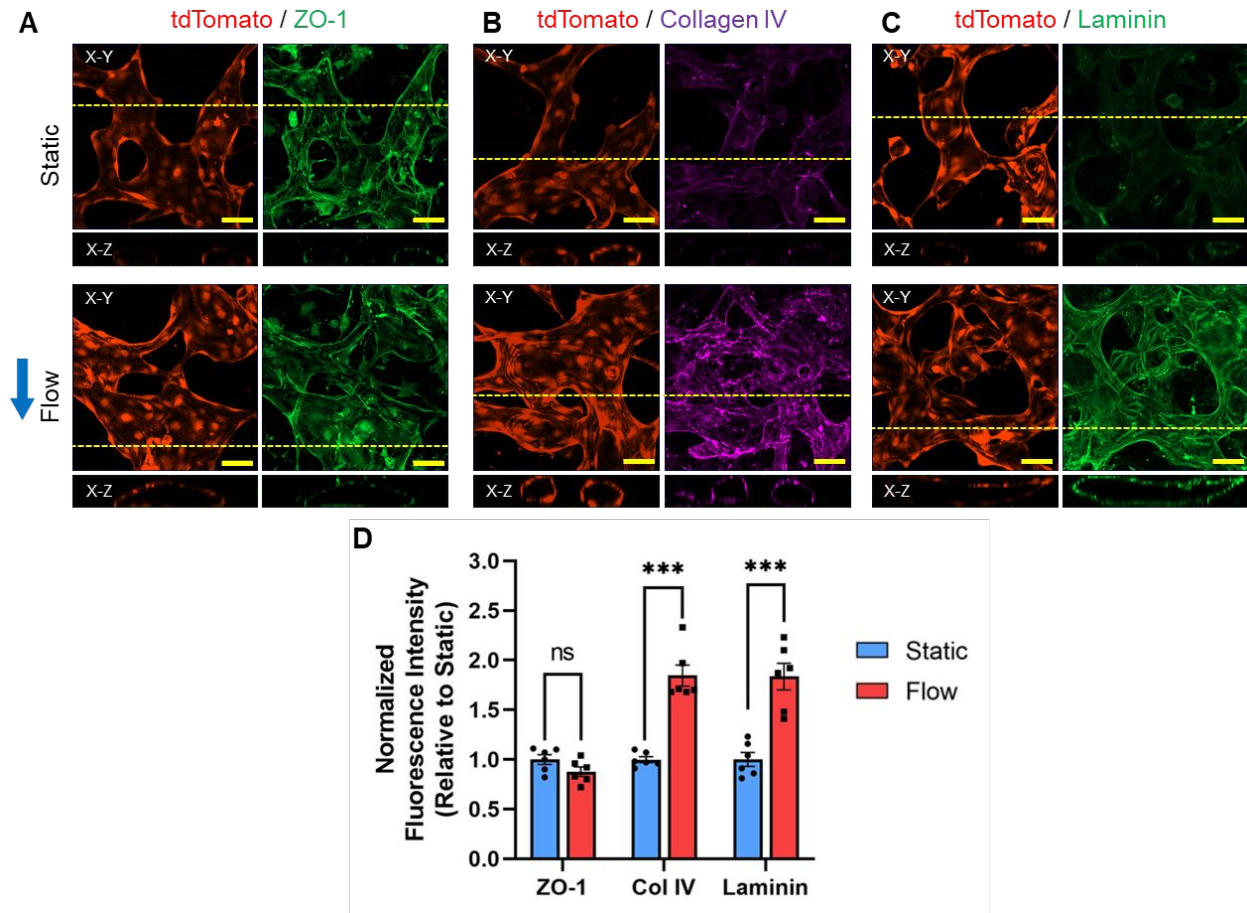 A
tdTomato / ZO-1
B
tdTomato / Collagen IV
C
tdTomato / Laminin
Static
X-Y
X-Y
X-Y
X-Z
X-Z
X-Z
Flow
X-Y
X-Y
X-Y
X-Z
X-Z
X-Z
D
Normalized
Fluorescence Intensity
(Relative to Static)
3.0
2.5
2.0
1.5
1.0
0.5
0.0
ns
***
***
ZO-1
Col IV
Laminin
Static
Flow